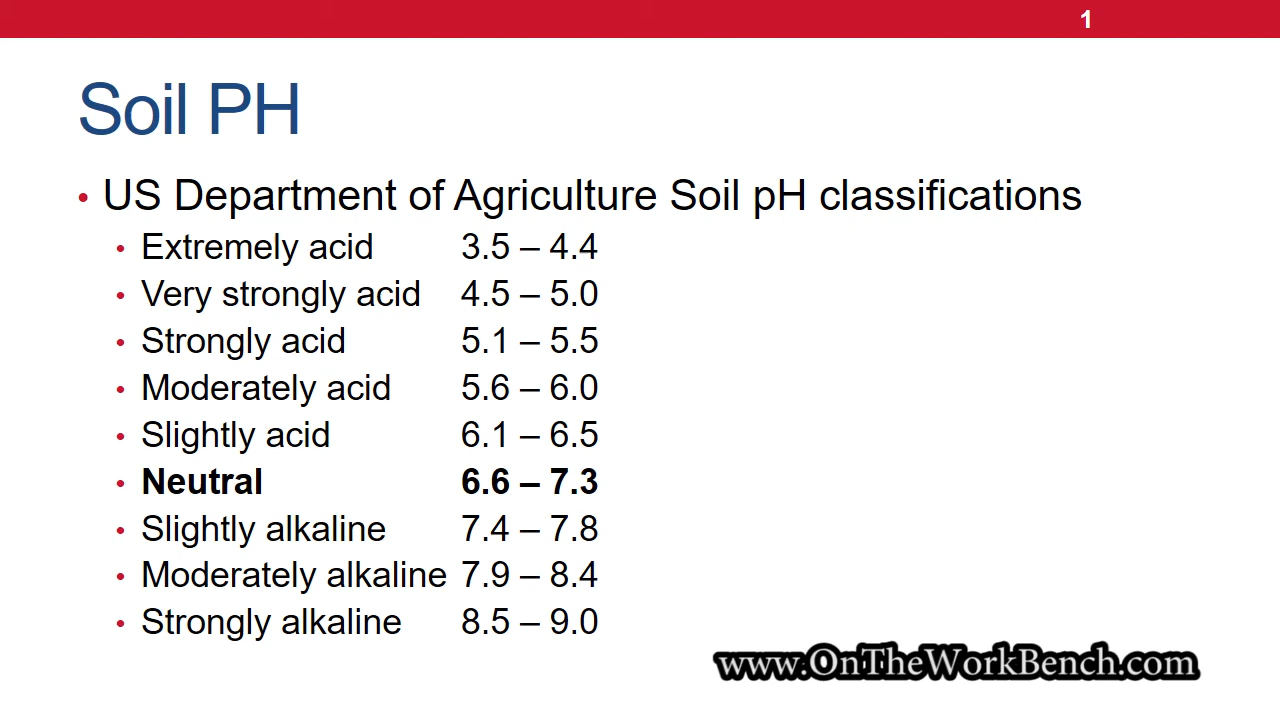 1
Soil PH
• US Department of Agriculture Soil pH classifications
• Extremely acid 3.5 – 4.4
• Very strongly acid 4.5 – 5.0
• Strongly acid 5.1 – 5.5
• Moderately acid 5.6 – 6.0
• Slightly acid 6.1 – 6.5
• Neutral 6.6 – 7.3
• Slightly alkaline 7.4 – 7.8
• Moderately alkaline 7.9 – 8.4
• Strongly alkaline 8.5 – 9.0
www.OnTheWorkBench.com